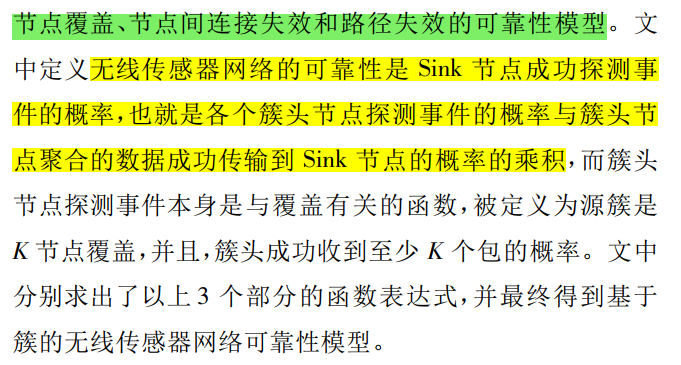 节点覆盖、节点间连接失效和路径失效的可靠性模型。文
中定义无线传感器网络的可靠性是 Sink 节点成功探测事
件的概率,也就是各个簇头节点探测事件的概率与簇头节
点聚合的数据成功传输到 Sink 节点的概率的乘积,而簇头
节点探测事件本身是与覆盖有关的函数,被定义为源簇是
K 节点覆盖,并且,簇头成功收到至少 K 个包的概率。文中
分别求出了以上 3 个部分的函数表达式,并最终得到基于
簇的无线传感器网络可靠性模型。